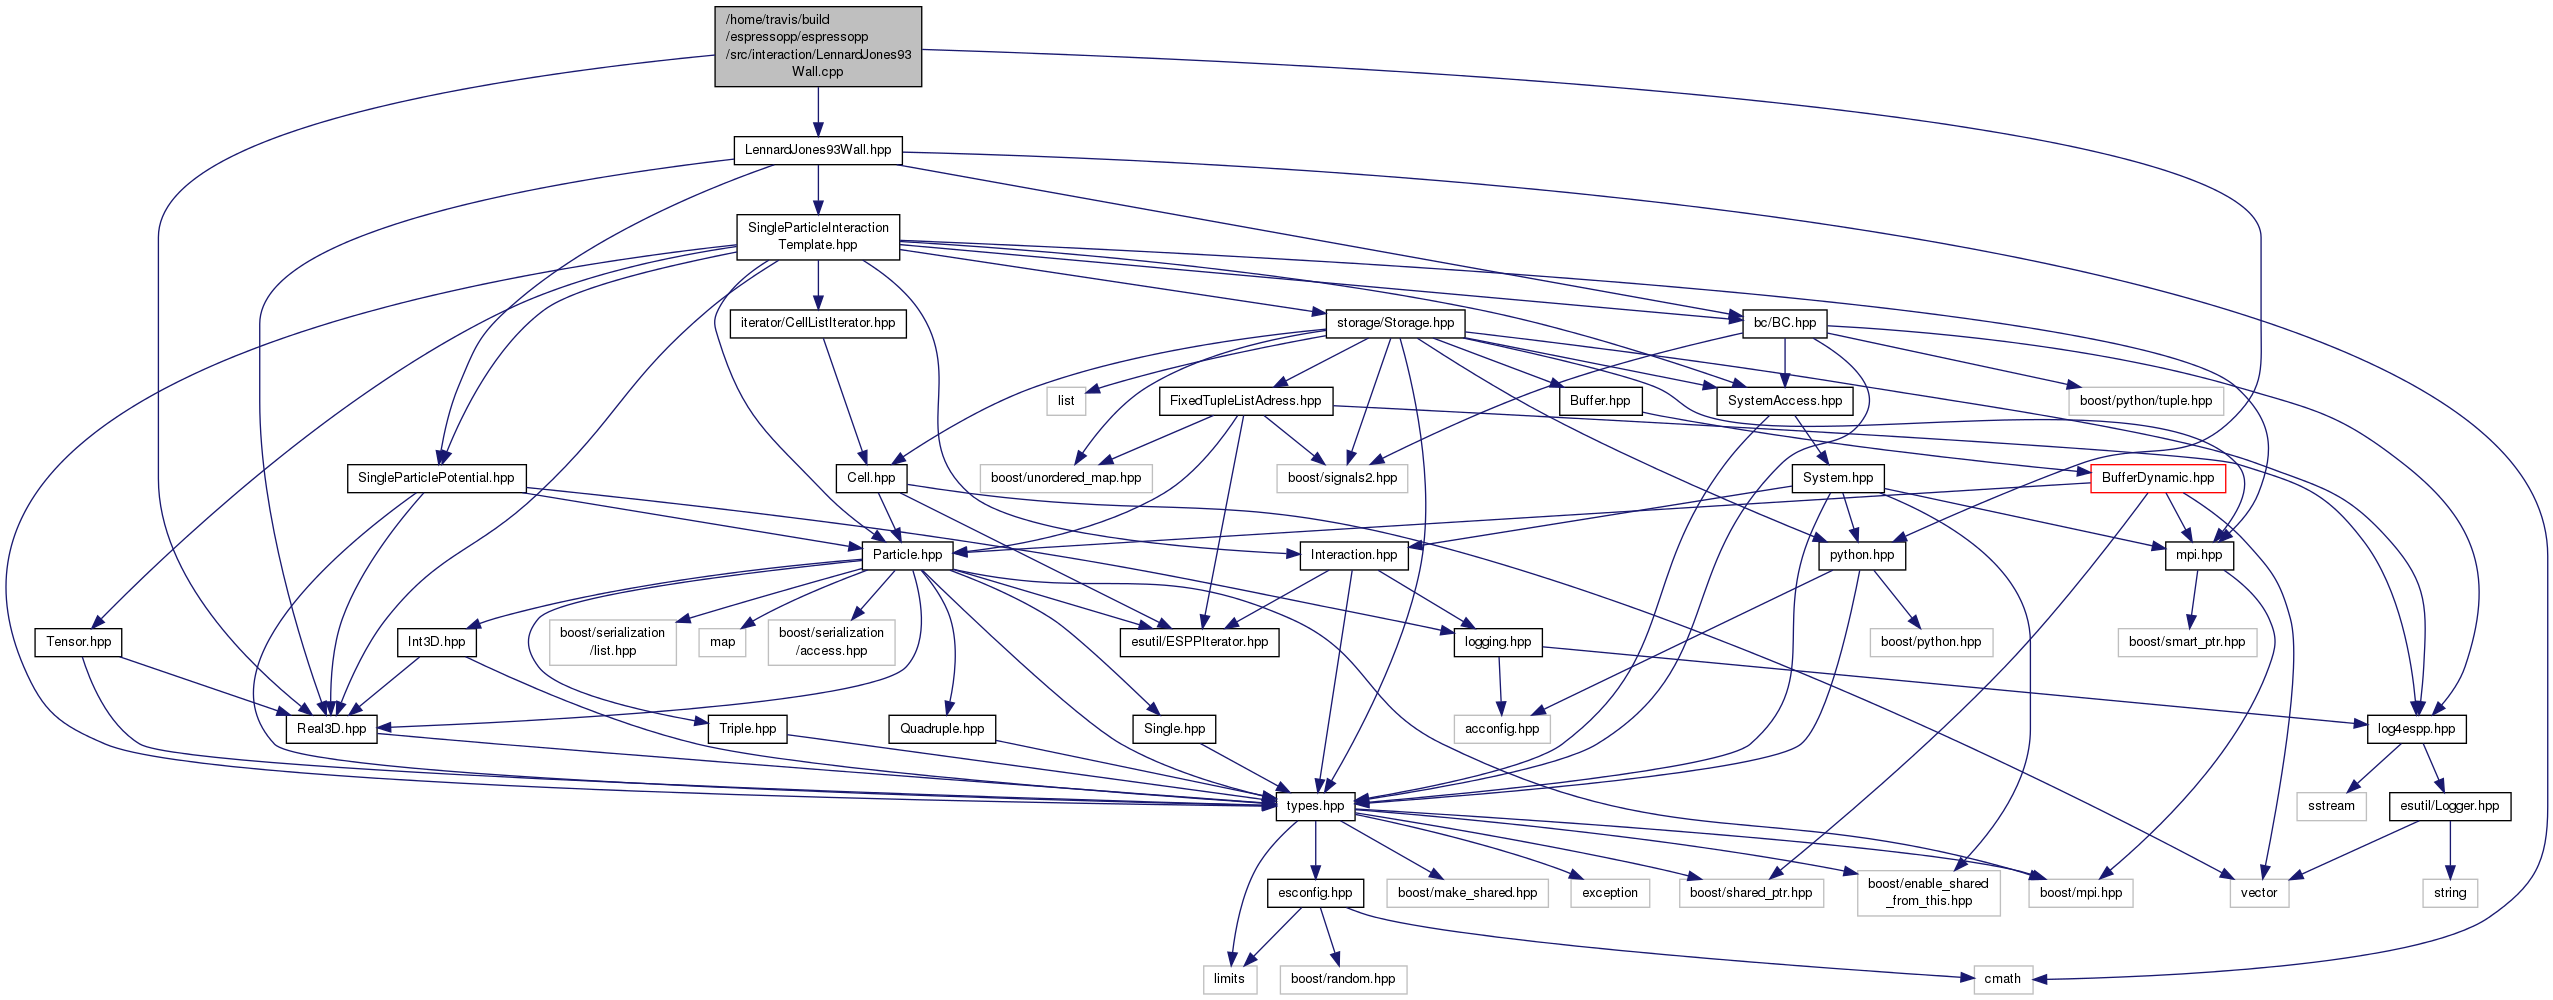 /home/travis/build
/espressopp/espressopp
/src/interaction/LennardJones93
Wall.cpp
LennardJones93Wall.hpp
SingleParticleInteraction
Template.hpp
iterator/CellListIterator.hpp
storage/Storage.hpp
bc/BC.hpp
list
FixedTupleListAdress.hpp
Buffer.hpp
SystemAccess.hpp
boost/python/tuple.hpp
SingleParticlePotential.hpp
Cell.hpp
boost/unordered_map.hpp
boost/signals2.hpp
System.hpp
BufferDynamic.hpp
Particle.hpp
Interaction.hpp
python.hpp
mpi.hpp
Tensor.hpp
Int3D.hpp
boost/serialization
/list.hpp
map
boost/serialization
/access.hpp
esutil/ESPPIterator.hpp
logging.hpp
boost/python.hpp
boost/smart_ptr.hpp
Real3D.hpp
Triple.hpp
Quadruple.hpp
Single.hpp
acconfig.hpp
log4espp.hpp
types.hpp
sstream
esutil/Logger.hpp
esconfig.hpp
boost/make_shared.hpp
exception
boost/shared_ptr.hpp
boost/enable_shared
_from_this.hpp
boost/mpi.hpp
vector
string
limits
boost/random.hpp
cmath